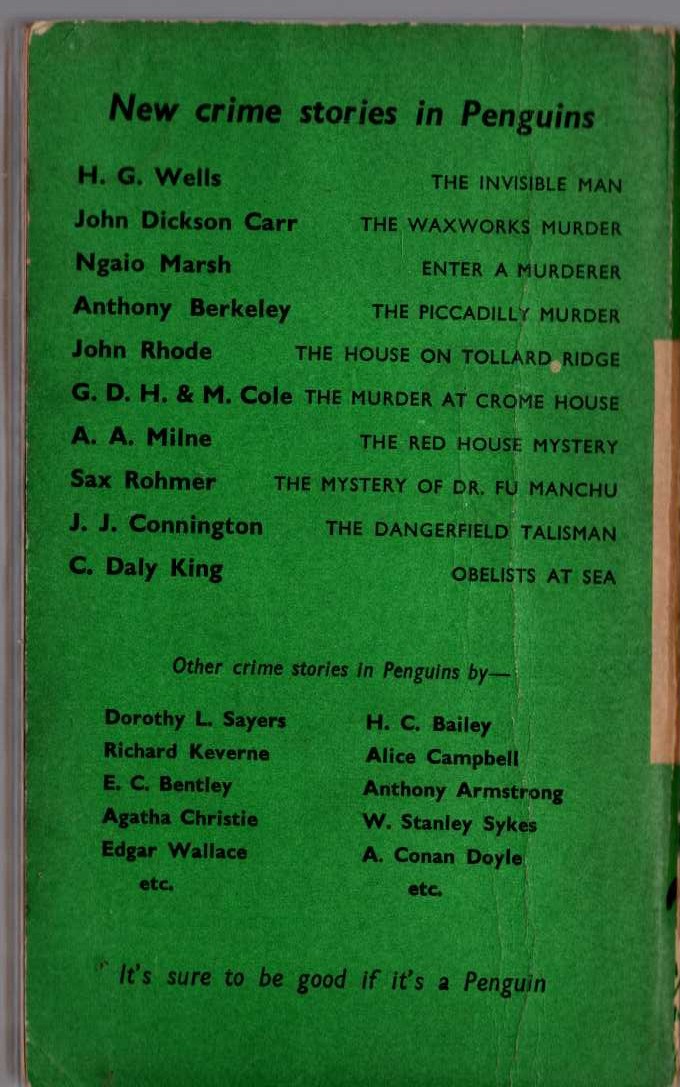 New crime stories in Penguins
H. G. Wells THE INVISIBLE MAN
John Dickson Carr THE WAXWORKS MURDER
Ngaio Marsh ENTER A MURDERER
Anthony Berkeley THE PICCADILLY MURDER
John Rhode THE HOUSE ON TOLLARD RIDGE
G. D. H. & M. Cole THE MURDER AT CROME HOUSE
A. A. Milne THE RED HOUSE MYSTERY
Sax Rohmer THE MYSTERY OF DR. FU MANCHU
J. J. Connington THE DANGERFIELD TALISMAN
C. Daly King OBELISTS AT SEA
Other crime stories in Penguins by—
Dorothy L. Sayers
Richard Keverne
E. C. Bentley
Agatha Christie
Edgar Wallace
etc.
H. C. Bailey
Alice Campbell
Anthony Armstrong
W. Stanley Sykes
A. Conan Doyle
etc.
It's sure to be good if it's a Penguin